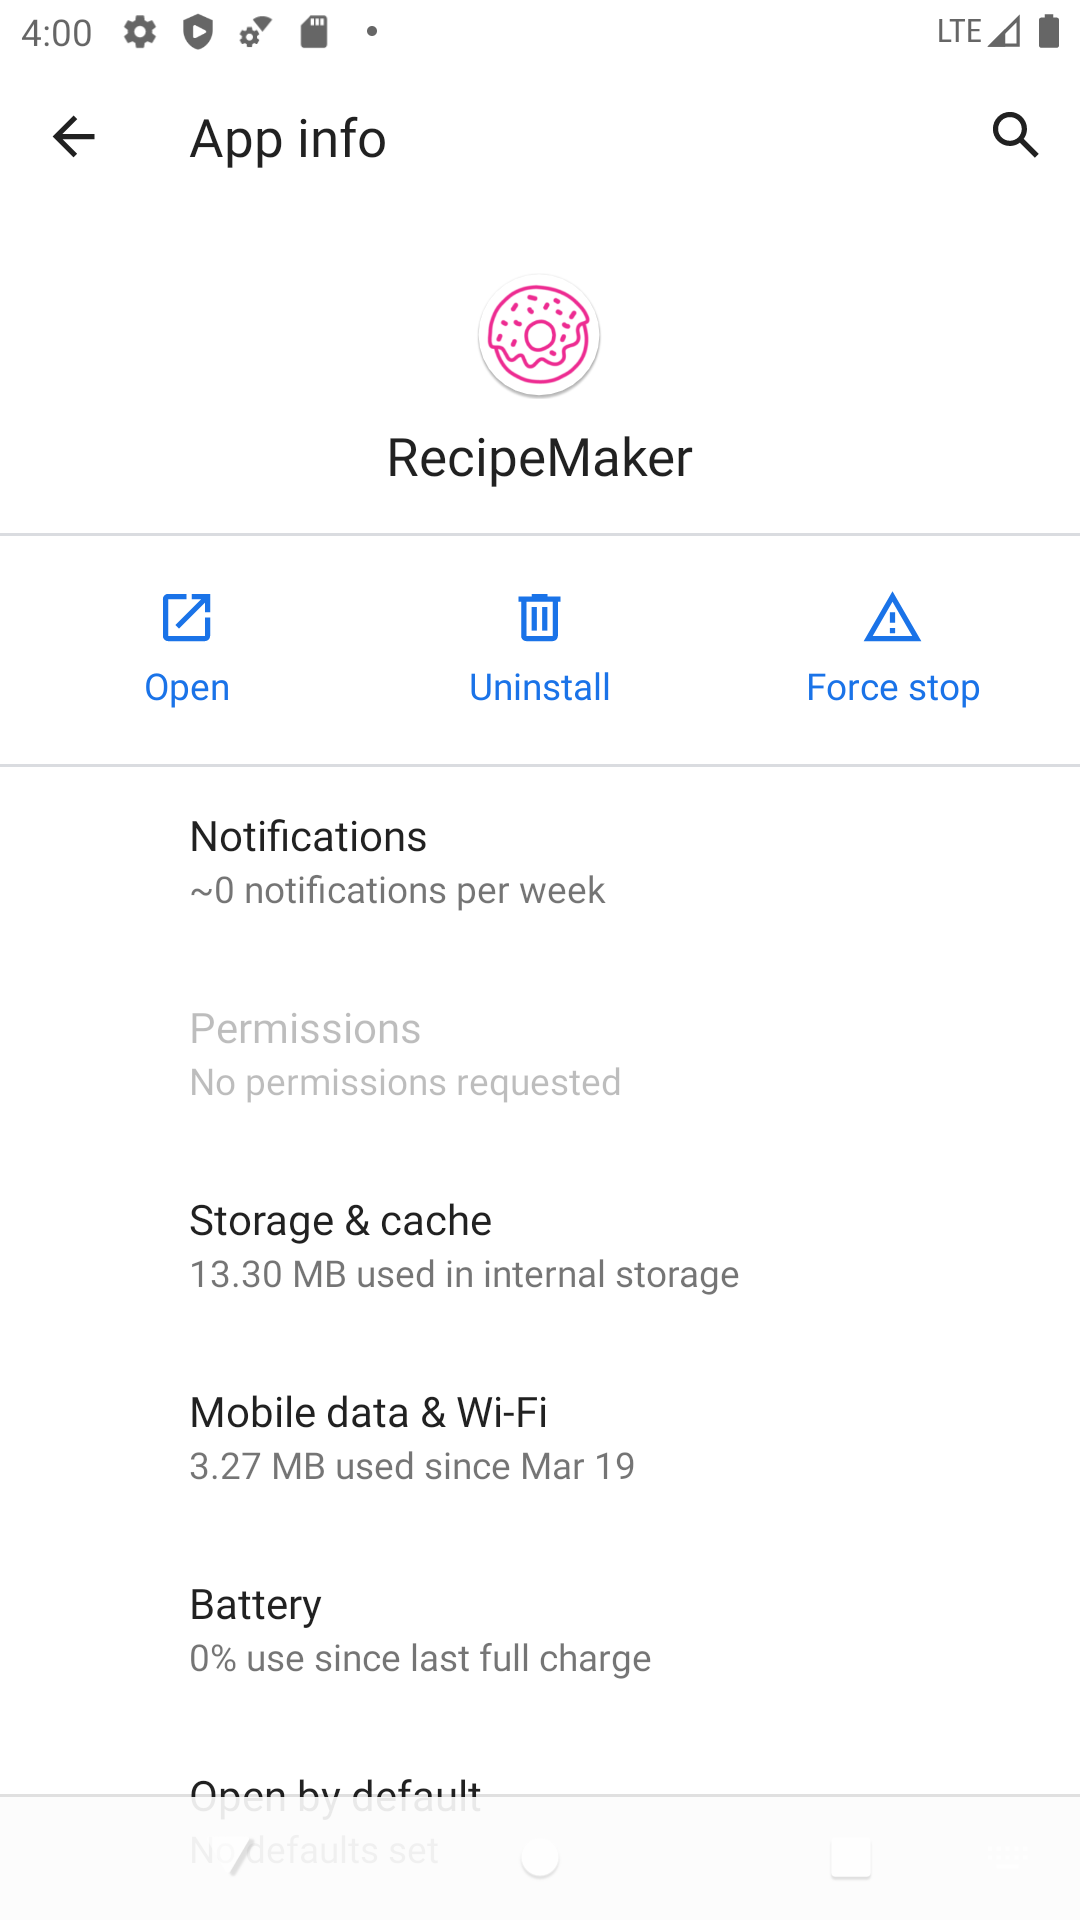 4:00
LTE
App info
RecipeMaker
Open
Uninstall
Force stop
Notifications
~0 notifications per week
Permissions
No permissions requested
Storage & cache
13.30 MB used in internal storage
Mobile data & Wi-Fi
3.27 MB used since Mar 19
Battery
0% use since last full charge
Open by default
No defaults set